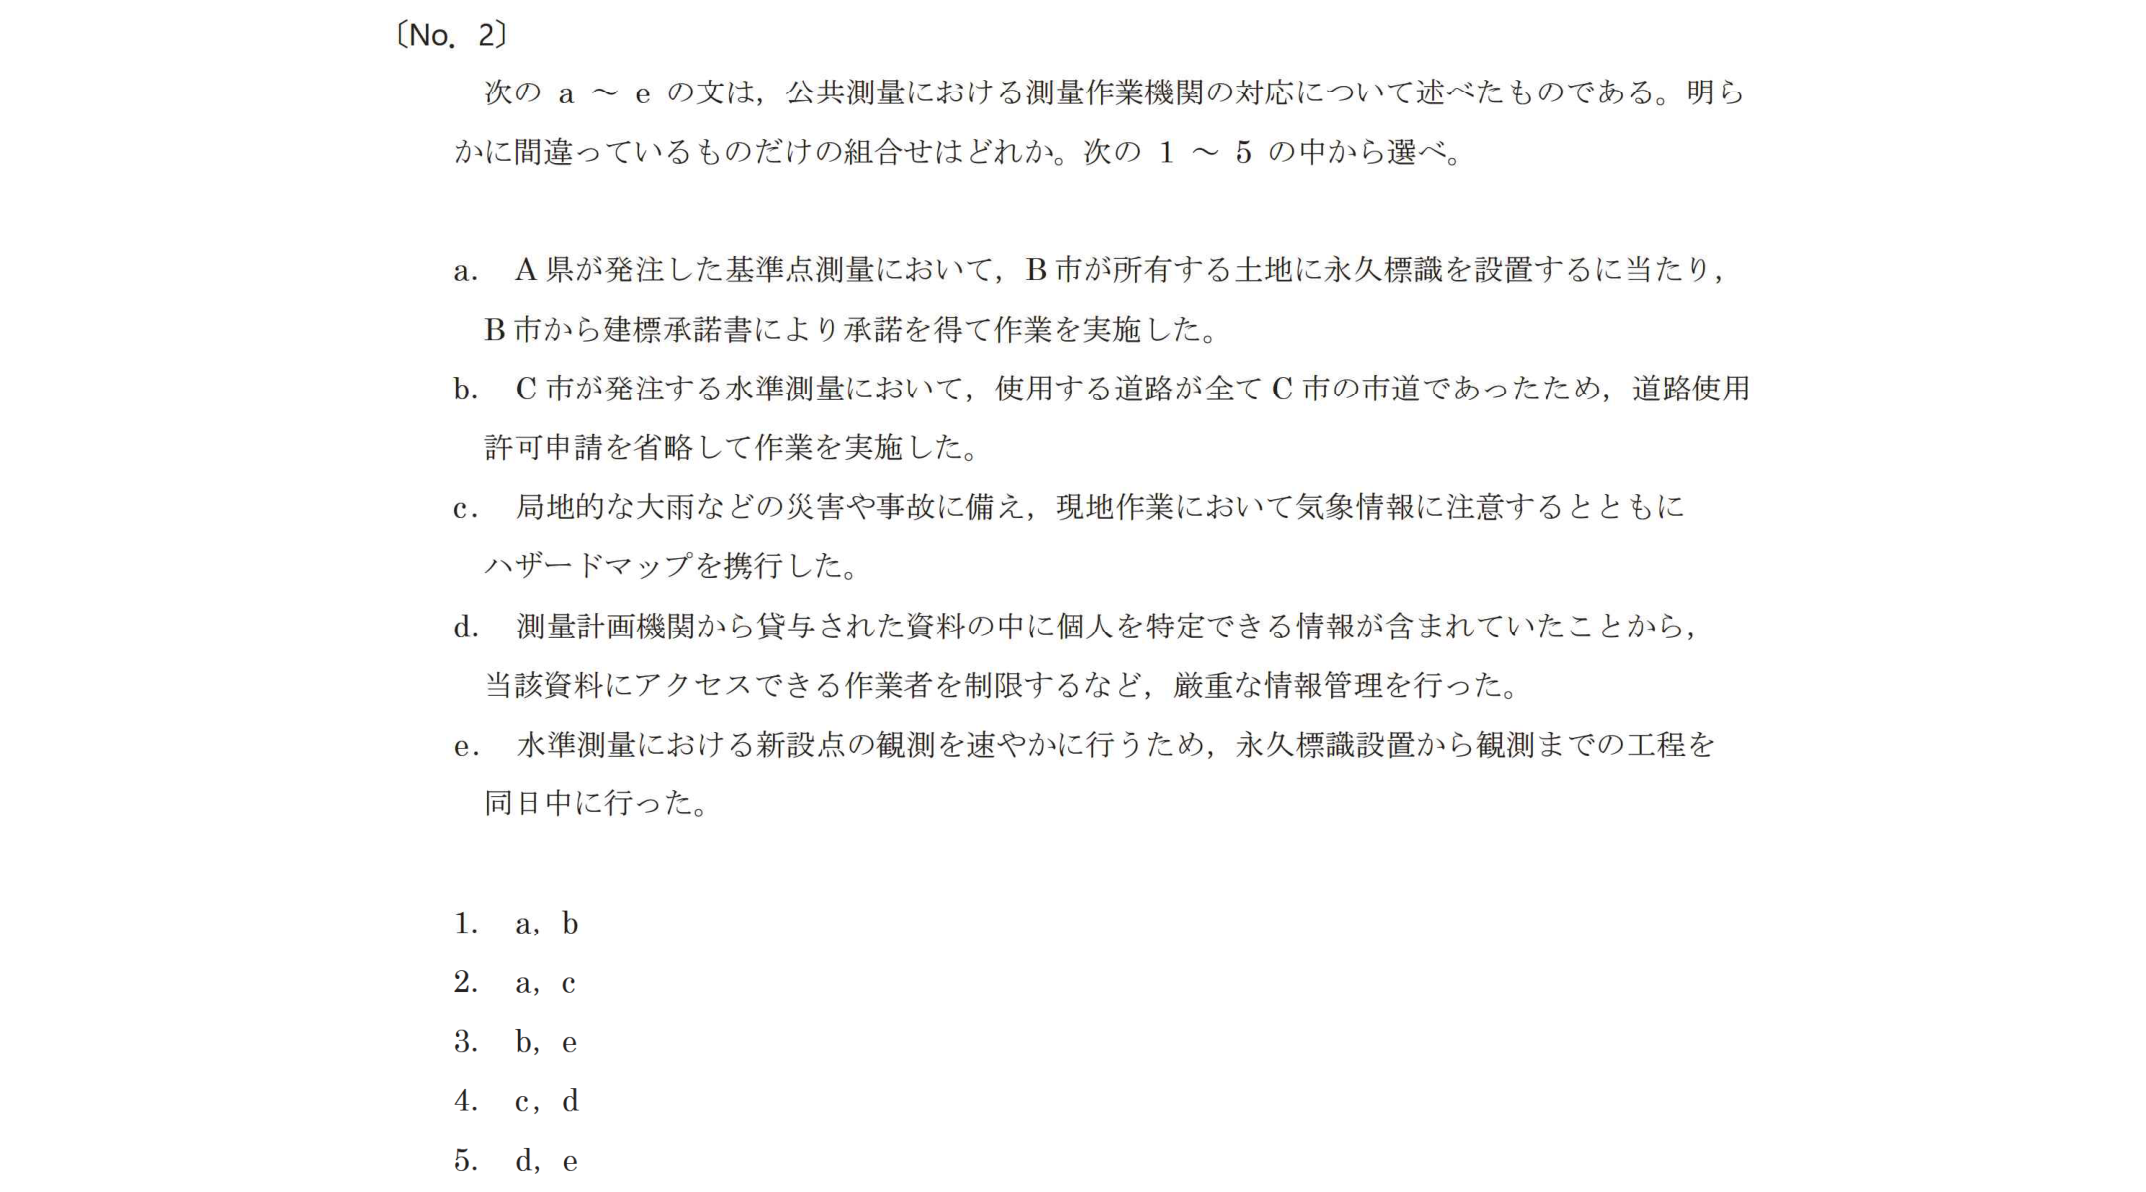 〔No. 2〕
次の a ～ e の文は，公共測量における測量作業機関の対応について述べたものである。明ら
かに間違っているものだけの組合せはどれか。次の 1 ～ 5 の中から選べ。
a. A 県が発注した基準点測量において，B 市が所有する土地に永久標識を設置するに当たり，
B 市から建標承諾書により承諾を得て作業を実施した。
b. C 市が発注する水準測量において，使用する道路が全て C 市の市道であったため，道路使用
許可申請を省略して作業を実施した。
c. 局地的な大雨などの災害や事故に備え，現地作業において気象情報に注意するとともに
ハザードマップを携行した。
d. 測量計画機関から貸与された資料の中に個人を特定できる情報が含まれていたことから，
当該資料にアクセスできる作業者を制限するなど，厳重な情報管理を行った。
e. 水準測量における新設点の観測を速やかに行うため，永久標識設置から観測までの工程を
同日中に行った。
1. a，b
2. a，c
3. b，e
4. c，d
5. d，e